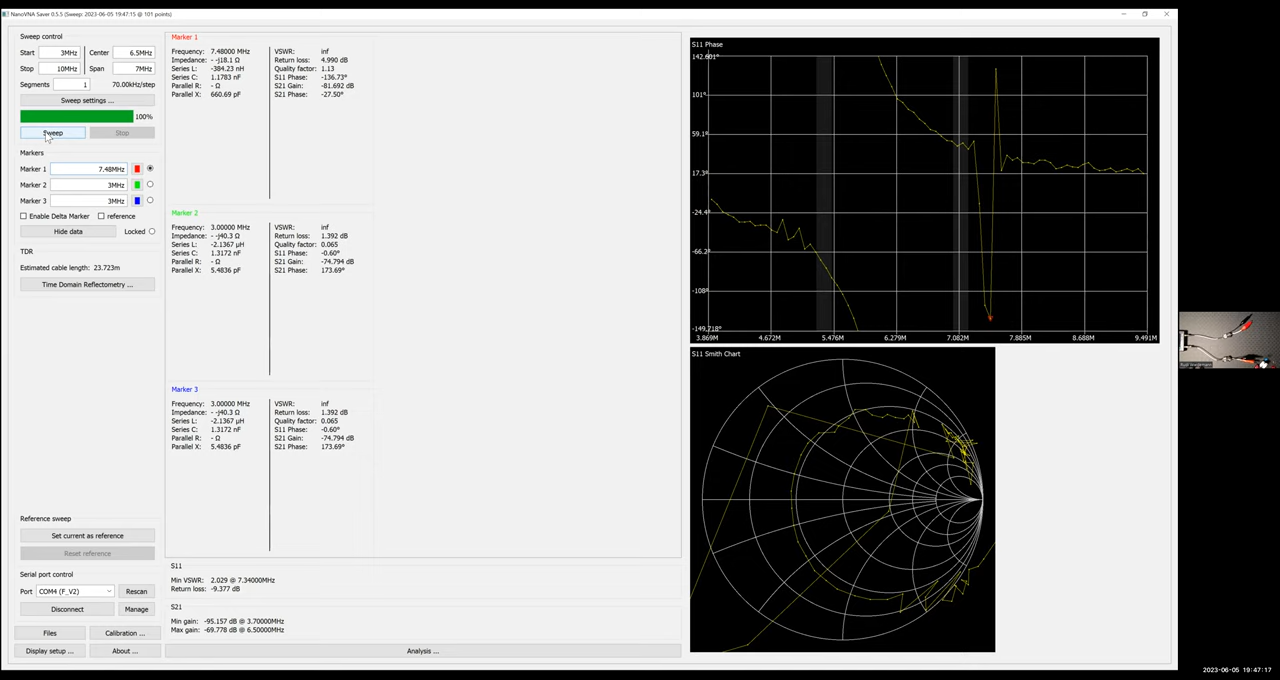 NanoVNA Saver 0.5.5 (Sweep: 2023-06-05 19:47:15 @ 101 points)
Sweep control
Start 3MHz Center 6.5MHz
Stop 10MHz Span 7MHz
Segments 1 70.00kHz/step
Sweep settings ...
100%
Sweep Stop
Markers
Marker 1 7.48MHz
Marker 2 3MHz
Marker 3 3MHz
Enable Delta Marker reference
Hide data Locked
TDR
Estimated cable length: 23.723m
Time Domain Reflectometry ...
Reference sweep
Set current as reference
Reset reference
Serial port control
Port COM4 (F_V2) Rescan
Disconnect Manage
Files Calibration ...
Display setup ... About ...
Marker 1
Frequency: 7.48000 MHz VSWR: inf
Impedance: - -j18.1 Ω Return loss: 4.990 dB
Series L: -384.23 nH Quality factor: 1.13
Series C: 1.1783 nF S11 Phase: -136.73°
Parallel R: - Ω S21 Gain: -81.692 dB
Parallel X: 660.69 pF S21 Phase: -27.50°
Marker 2
Frequency: 3.00000 MHz VSWR: inf
Impedance: - -j40.3 Ω Return loss: 1.392 dB
Series L: -2.1367 μH Quality factor: 0.065
Series C: 1.3172 nF S11 Phase: -0.60°
Parallel R: - Ω S21 Gain: -74.794 dB
Parallel X: 5.4836 pF S21 Phase: 173.69°
Marker 3
Frequency: 3.00000 MHz VSWR: inf
Impedance: - -j40.3 Ω Return loss: 1.392 dB
Series L: -2.1367 μH Quality factor: 0.065
Series C: 1.3172 nF S11 Phase: -0.60°
Parallel R: - Ω S21 Gain: -74.794 dB
Parallel X: 5.4836 pF S21 Phase: 173.69°
S11
Min VSWR: 2.029 @ 7.34000MHz
Return loss: -9.377 dB
S21
Min gain: -95.157 dB @ 3.70000MHz
Max gain: -69.778 dB @ 6.50000MHz
Analysis ...
S11 Phase
142.601°
101°
59.1°
17.3°
-24.4°
-66.2°
-108°
-149.718°
3.869M 4.672M 5.476M 6.279M 7.082M 7.885M 8.688M 9.491M
S11 Smith Chart
2023-06-05 19:47:17